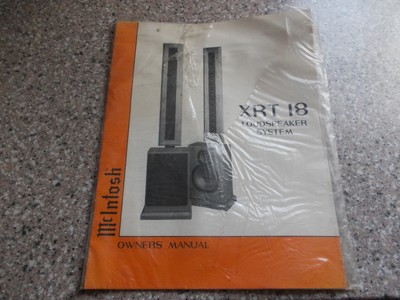 XRT 18
LOUDSPEAKER
SYSTEM
McIntosh
OWNERS MANUAL